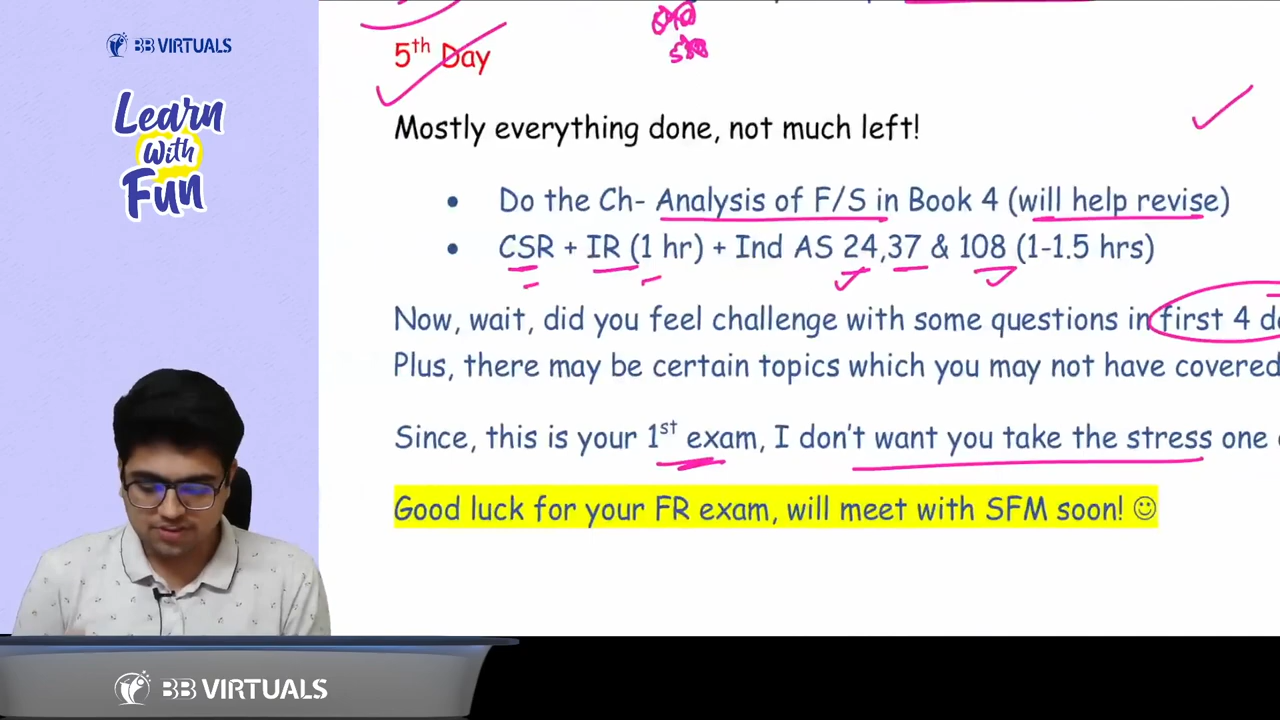 BB VIRTUALS
Learn
With
Fun
5th Day
Mostly everything done, not much left!
• Do the Ch- Analysis of F/S in Book 4 (will help revise)
• CSR + IR (1 hr) + Ind AS 24,37 & 108 (1-1.5 hrs)
Now, wait, did you feel challenge with some questions in first 4
Plus, there may be certain topics which you may not have covered
Since, this is your 1st exam, I don't want you take the stress one
Good luck for your FR exam, will meet with SFM soon! ☺
BB VIRTUALS